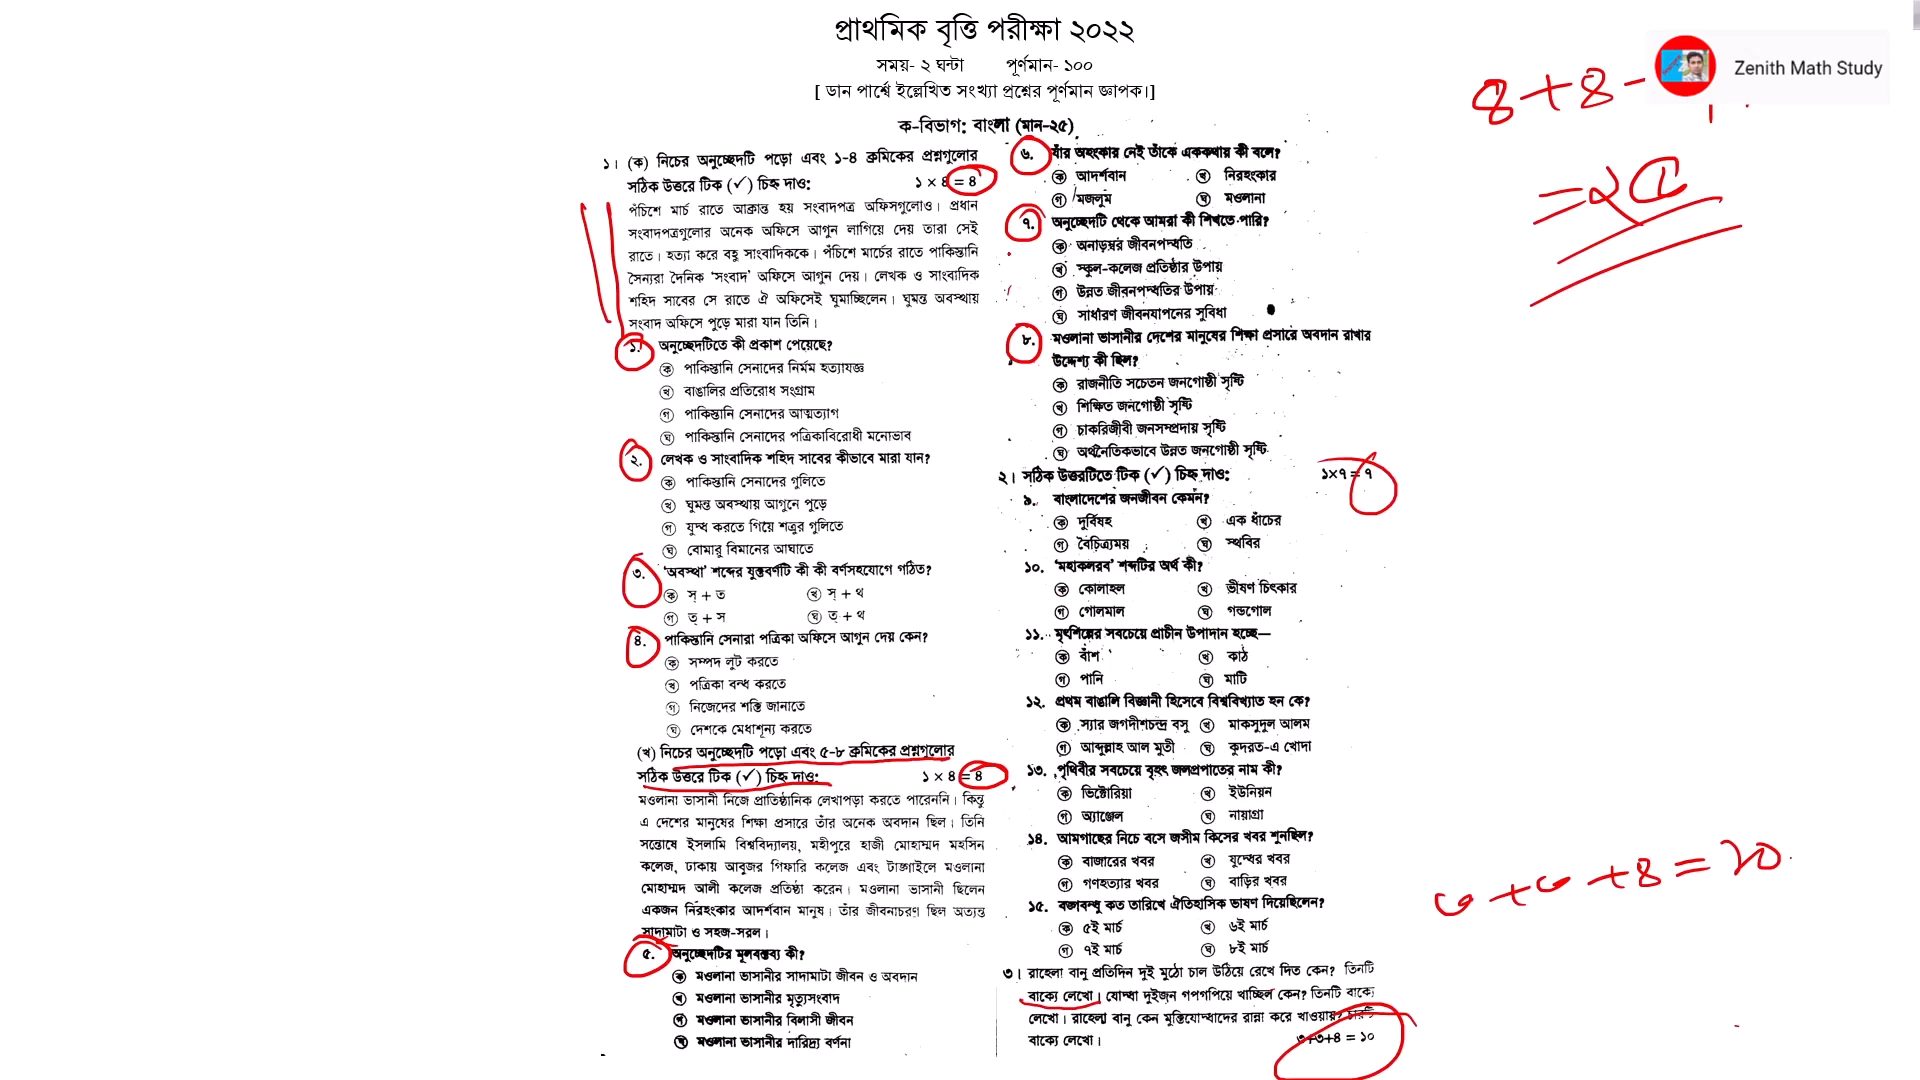 প্রাথমিক বৃত্তি পরীক্ষা ২০২২
সময়- ২ ঘন্টা পূর্ণমান- ১০০
[ ডান পার্শ্বে ইল্লেখিত সংখ্যা প্রশ্নের পূর্ণমান জ্ঞাপক।]
ক-বিভাগ: বাংলা (মান-২৫)
১। (ক) নিচের অনুচ্ছেদটি পড়ো এবং ১-৪ ক্রমিকের প্রশ্নগুলোর
সঠিক উত্তরে টিক (✓) চিহ্ন দাও: ১ × ৪ = ৪
পঁচিশে মার্চ রাতে আক্রান্ত হয় সংবাদপত্র অফিসগুলোও। প্রধান
সংবাদপত্রগুলোর অনেক অফিসে আগুন লাগিয়ে দেয় তারা সেই
রাতে। হত্যা করে বহু সাংবাদিককে। পঁচিশে মার্চের রাতে পাকিস্তানি
সৈন্যরা দৈনিক ‘সংবাদ’ অফিসে আগুন দেয়। লেখক ও সাংবাদিক
শহিদ সাবের সে রাতে ঐ অফিসেই ঘুমাচ্ছিলেন। ঘুমন্ত অবস্থায়
সংবাদ অফিসে পুড়ে মারা যান তিনি।
১. অনুচ্ছেদটিতে কী প্রকাশ পেয়েছে?
ক পাকিস্তানি সেনাদের নির্মম হত্যাযজ্ঞ
খ বাঙালির প্রতিরোধ সংগ্রাম
গ পাকিস্তানি সেনাদের আত্মত্যাগ
ঘ পাকিস্তানি সেনাদের পত্রিকাবিরোধী মনোভাব
২. লেখক ও সাংবাদিক শহিদ সাবের কীভাবে মারা যান?
ক পাকিস্তানি সেনাদের গুলিতে
খ ঘুমন্ত অবস্থায় আগুনে পুড়ে
গ যুদ্ধ করতে গিয়ে শত্রুর গুলিতে
ঘ বোমারু বিমানের আঘাতে
৩. ‘অবস্থা’ শব্দের যুক্তবর্ণটি কী কী বর্ণসহযোগে গঠিত?
ক স্ + ত খ স্ + থ
গ ত্ + স ঘ ত্ + থ
৪. পাকিস্তানি সেনারা পত্রিকা অফিসে আগুন দেয় কেন?
ক সম্পদ লুট করতে
খ পত্রিকা বন্ধ করতে
গ নিজেদের শক্তি জানাতে
ঘ দেশকে মেধাশূন্য করতে
(খ) নিচের অনুচ্ছেদটি পড়ো এবং ৫-৮ ক্রমিকের প্রশ্নগুলোর
সঠিক উত্তরে টিক (✓) চিহ্ন দাও: ১ × ৪ = ৪
মওলানা ভাসানী নিজে প্রাতিষ্ঠানিক লেখাপড়া করতে পারেননি। কিন্তু
এ দেশের মানুষের শিক্ষা প্রসারে তাঁর অনেক অবদান ছিল। তিনি
সন্তোষে ইসলামি বিশ্ববিদ্যালয়, মহীপুরে হাজী মোহাম্মদ মহসিন
কলেজ, ঢাকায় আবুজর গিফারি কলেজ এবং টাঙ্গাইলে মওলানা
মোহাম্মদ আলী কলেজ প্রতিষ্ঠা করেন। মওলানা ভাসানী ছিলেন
একজন নিরহংকার আদর্শবান মানুষ। তাঁর জীবনাচরণ ছিল অত্যন্ত
সাদামাটা ও সহজ-সরল।
৫. অনুচ্ছেদটির মূলবক্তব্য কী?
ক মওলানা ভাসানীর সাদামাটা জীবন ও অবদান
খ মওলানা ভাসানীর মৃত্যুসংবাদ
গ মওলানা ভাসানীর বিলাসী জীবন
ঘ মওলানা ভাসানীর দারিদ্র্য বর্ণনা
৬. যাঁর অহংকার নেই তাঁকে এককথায় কী বলে?
ক আদর্শবান খ নিরহংকার
গ মজলুম ঘ মওলানা
৭. অনুচ্ছেদটি থেকে আমরা কী শিখতে পারি?
ক অনাড়ম্বর জীবনপদ্ধতি
খ স্কুল-কলেজ প্রতিষ্ঠার উপায়
গ উন্নত জীবনপদ্ধতির উপায়
ঘ সাধারণ জীবনযাপনের সুবিধা
৮. মওলানা ভাসানীর দেশের মানুষের শিক্ষা প্রসারে অবদান রাখার
উদ্দেশ্য কী ছিল?
ক রাজনীতি সচেতন জনগোষ্ঠী সৃষ্টি
খ শিক্ষিত জনগোষ্ঠী সৃষ্টি
গ চাকরিজীবী জনসম্প্রদায় সৃষ্টি
ঘ অর্থনৈতিকভাবে উন্নত জনগোষ্ঠী সৃষ্টি
২। সঠিক উত্তরটিতে টিক (✓) চিহ্ন দাও: ১×৭ = ৭
৯. বাংলাদেশের জনজীবন কেমন?
ক দুর্বিষহ খ এক ধাঁচের
গ বৈচিত্র্যময় ঘ স্থবির
১০. ‘মহাকলরব’ শব্দটির অর্থ কী?
ক কোলাহল খ ভীষণ চিৎকার
গ গোলমাল ঘ গন্ডগোল
১১. মৃৎশিল্পের সবচেয়ে প্রাচীন উপাদান হচ্ছে—
ক বাঁশ খ কাঠ
গ পানি ঘ মাটি
১২. প্রথম বাঙালি বিজ্ঞানী হিসেবে বিশ্ববিখ্যাত হন কে?
ক স্যার জগদীশচন্দ্র বসু খ মাকসুদুল আলম
গ আব্দুল্লাহ আল মুতী ঘ কুদরত-এ খোদা
১৩. পৃথিবীর সবচেয়ে বৃহৎ জলপ্রপাতের নাম কী?
ক ভিক্টোরিয়া খ ইউনিয়ন
গ অ্যাঞ্জেল ঘ নায়াগ্রা
১৪. আমগাছের নিচে বসে জসীম কিসের খবর শুনছিল?
ক বাজারের খবর খ যুদ্ধের খবর
গ গণহত্যার খবর ঘ বাড়ির খবর
১৫. বঙ্গবন্ধু কত তারিখে ঐতিহাসিক ভাষণ দিয়েছিলেন?
ক ৫ই মার্চ খ ৬ই মার্চ
গ ৭ই মার্চ ঘ ৮ই মার্চ
৩। রাহেলা বানু প্রতিদিন দুই মুঠো চাল উঠিয়ে রেখে দিত কেন? তিনটি
বাক্যে লেখো। যোদ্ধা দুইজন গপগপিয়ে খাচ্ছিল কেন? তিনটি বাক্যে
লেখো। রাহেলা বানু কেন মুক্তিযোদ্ধাদের রান্না করে খাওয়ায়? চারটি
বাক্যে লেখো। ৩+৩+৪ = ১০
Zenith Math Study
৪+৪-
=২৫
৩+৩+৪=১০